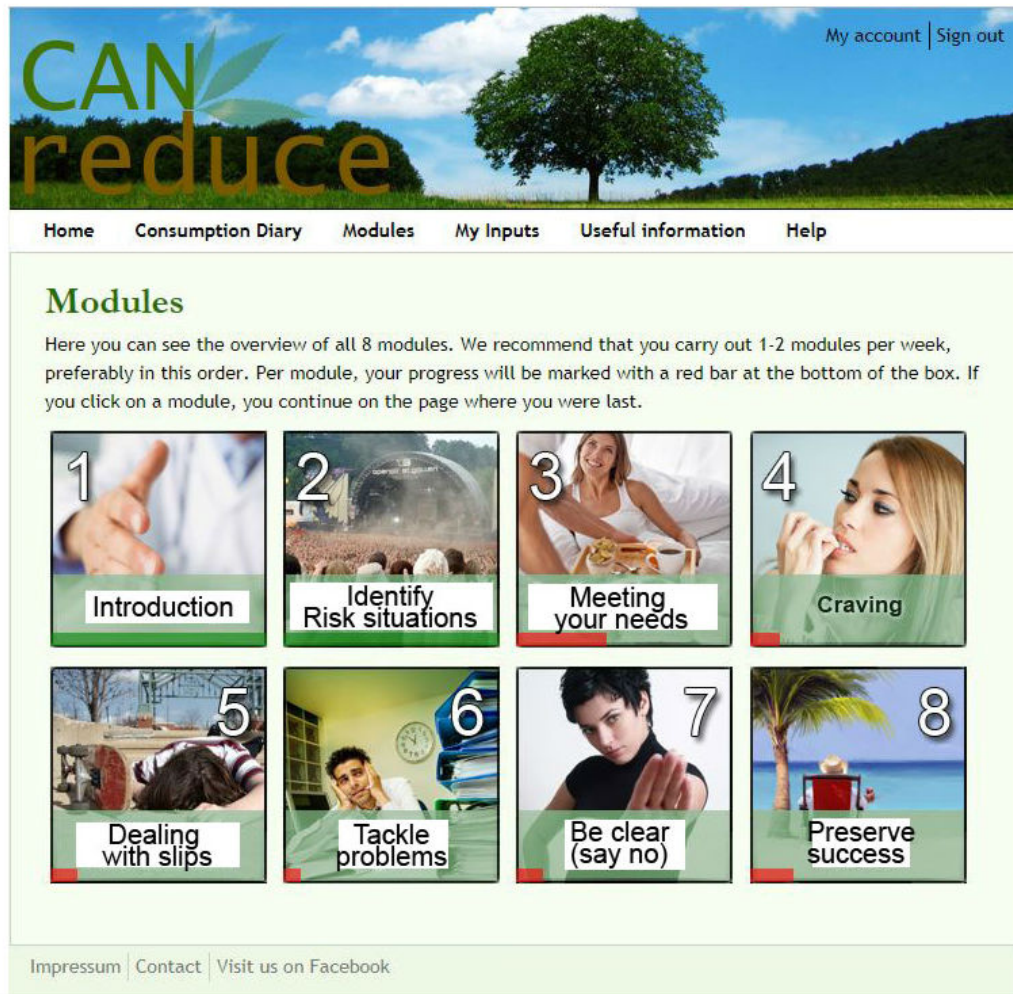 My account Sign out
CAN
reduce
Home Consumption Diary Modules My Inputs Useful information Help
Modules
Here you can see the overview of all 8 modules. We recommend that you carry out 1-2 modules per week,
preferably in this order. Per module, your progress will be marked with a red bar at the bottom of the box. If
you click on a module, you continue on the page where you were last.
1
Introduction
2
openair st.gallen
Identify
Risk situations
3
Meeting
your needs
4
Craving
5
Dealing
with slips
6
Tackle
problems
7
Be clear
(say no)
8
Preserve
success
Impressum Contact Visit us on Facebook